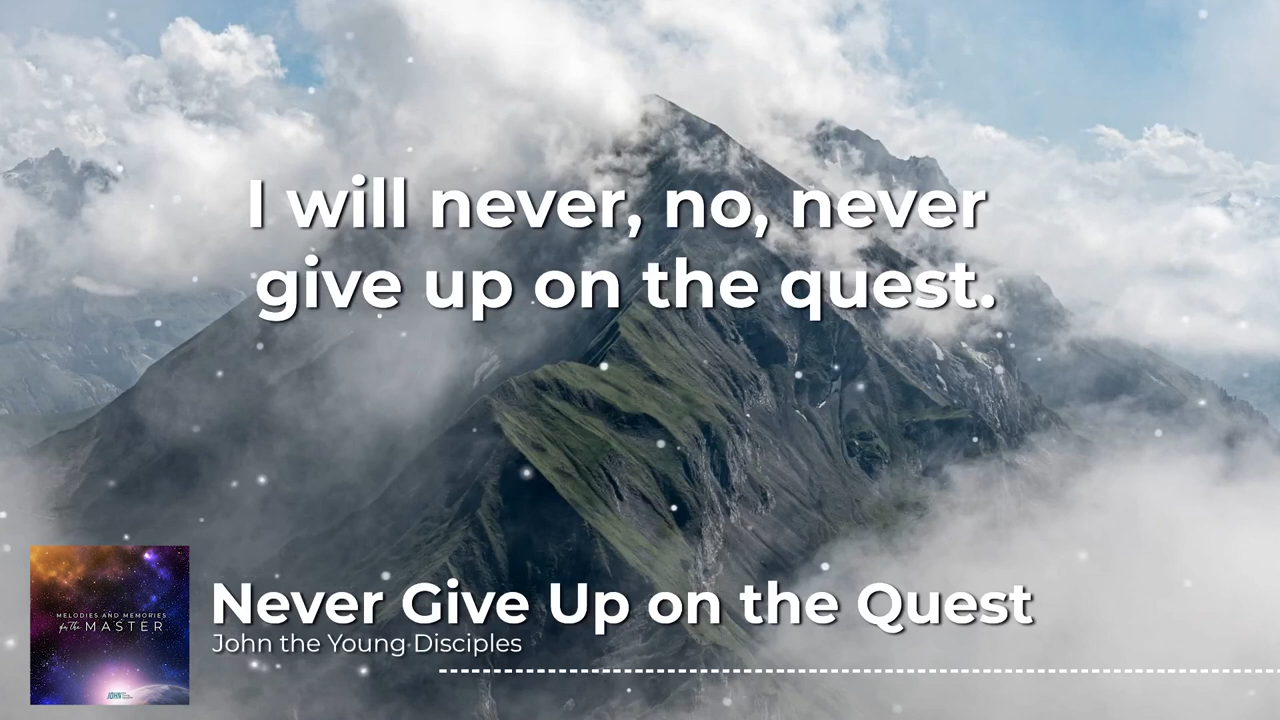 I will never, no, never
give up on the quest.
MELODIES AND MEMORIES
for the MASTER
JOHN
Never Give Up on the Quest
John the Young Disciples